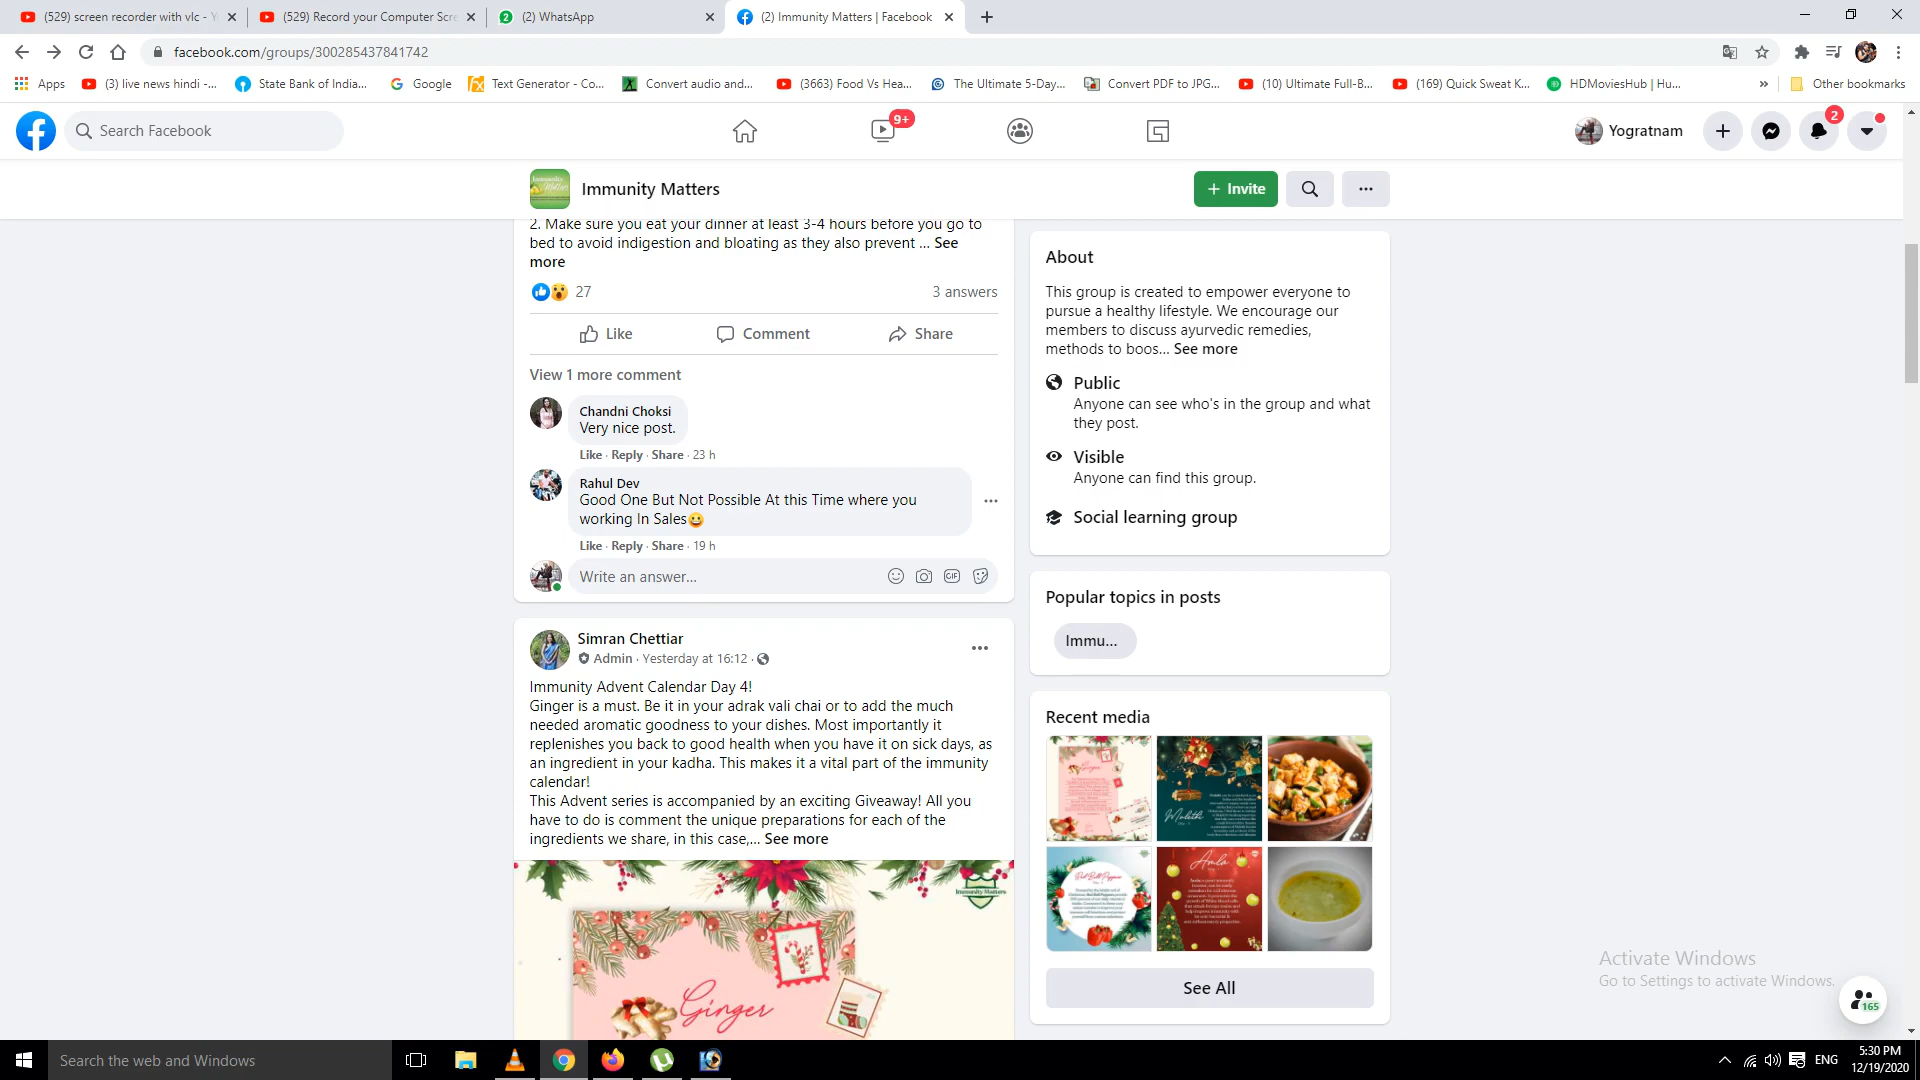 (529) screen recorder with vlc - Y
(529) Record your Computer Scre
(2) WhatsApp
(2) Immunity Matters | Facebook
facebook.com/groups/300285437841742
Apps
(3) live news hindi -...
State Bank of India...
Google
Text Generator - Co...
Convert audio and...
(3663) Food Vs Hea...
The Ultimate 5-Day...
Convert PDF to JPG...
(10) Ultimate Full-B...
(169) Quick Sweat K...
HDMoviesHub | Hu...
»
Other bookmarks
Search Facebook
9+
Yogratnam
2
Immunity Matters
+ Invite
2. Make sure you eat your dinner at least 3-4 hours before you go to
bed to avoid indigestion and bloating as they also prevent ... See
more
27
3 answers
Like
Comment
Share
View 1 more comment
Chandni Choksi
Very nice post.
Like · Reply · Share · 23 h
Rahul Dev
Good One But Not Possible At this Time where you
working In Sales😀
Like · Reply · Share · 19 h
Write an answer...
GIF
Simran Chettiar
Admin · Yesterday at 16:12 ·
Immunity Advent Calendar Day 4!
Ginger is a must. Be it in your adrak vali chai or to add the much
needed aromatic goodness to your dishes. Most importantly it
replenishes you back to good health when you have it on sick days, as
an ingredient in your kadha. This makes it a vital part of the immunity
calendar!
This Advent series is accompanied by an exciting Giveaway! All you
have to do is comment the unique preparations for each of the
ingredients we share, in this case,... See more
Immunity Matters
Ginger
About
This group is created to empower everyone to
pursue a healthy lifestyle. We encourage our
members to discuss ayurvedic remedies,
methods to boos... See more
Public
Anyone can see who's in the group and what
they post.
Visible
Anyone can find this group.
Social learning group
Popular topics in posts
Immu...
Recent media
Ginger
Mulethi
Red Bell Pepper
Amla
See All
Activate Windows
Go to Settings to activate Windows.
165
Search the web and Windows
ENG
5:30 PM
12/19/2020